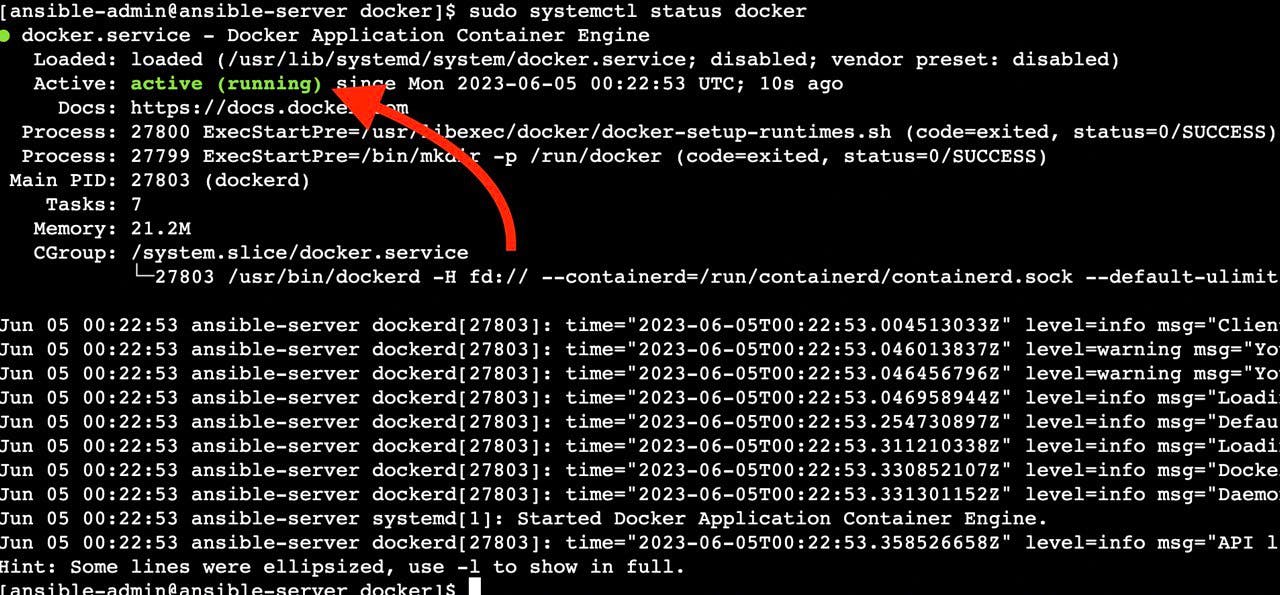 [ansible-admin@ansible-server docker]$ sudo systemctl status docker
● docker.service - Docker Application Container Engine
Loaded: loaded (/usr/lib/systemd/system/docker.service; disabled; vendor preset: disabled)
Active: active (running) since Mon 2023-06-05 00:22:53 UTC; 10s ago
Docs: https://docs.docker.com
Process: 27800 ExecStartPre=/usr/libexec/docker/docker-setup-runtimes.sh (code=exited, status=0/SUCCESS)
Process: 27799 ExecStartPre=/bin/mkdir -p /run/docker (code=exited, status=0/SUCCESS)
Main PID: 27803 (dockerd)
Tasks: 7
Memory: 21.2M
CGroup: /system.slice/docker.service
└─27803 /usr/bin/dockerd -H fd:// --containerd=/run/containerd/containerd.sock --default-ulimit
Jun 05 00:22:53 ansible-server dockerd[27803]: time="2023-06-05T00:22:53.004513033Z" level=info msg="Clien
Jun 05 00:22:53 ansible-server dockerd[27803]: time="2023-06-05T00:22:53.046013837Z" level=warning msg="Yo
Jun 05 00:22:53 ansible-server dockerd[27803]: time="2023-06-05T00:22:53.046456796Z" level=warning msg="Yo
Jun 05 00:22:53 ansible-server dockerd[27803]: time="2023-06-05T00:22:53.046958944Z" level=info msg="Loadi
Jun 05 00:22:53 ansible-server dockerd[27803]: time="2023-06-05T00:22:53.254730897Z" level=info msg="Defau
Jun 05 00:22:53 ansible-server dockerd[27803]: time="2023-06-05T00:22:53.311210338Z" level=info msg="Loadi
Jun 05 00:22:53 ansible-server dockerd[27803]: time="2023-06-05T00:22:53.330852107Z" level=info msg="Docke
Jun 05 00:22:53 ansible-server dockerd[27803]: time="2023-06-05T00:22:53.331301152Z" level=info msg="Daemo
Jun 05 00:22:53 ansible-server systemd[1]: Started Docker Application Container Engine.
Jun 05 00:22:53 ansible-server dockerd[27803]: time="2023-06-05T00:22:53.358526658Z" level=info msg="API l
Hint: Some lines were ellipsized, use -l to show in full.
[ansible-admin@ansible-server docker]$